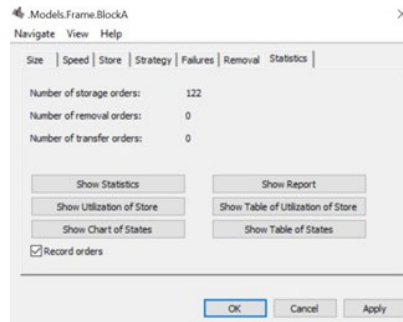 .Models.Frame.BlockA
Navigate View Help
Size Speed Store Strategy Failures Removal Statistics
Number of storage orders: 122
Number of removal orders: 0
Number of transfer orders: 0
Show Statistics Show Report
Show Utilization of Store Show Table of Utilization of Store
Show Chart of States Show Table of States
Record orders
OK Cancel Apply